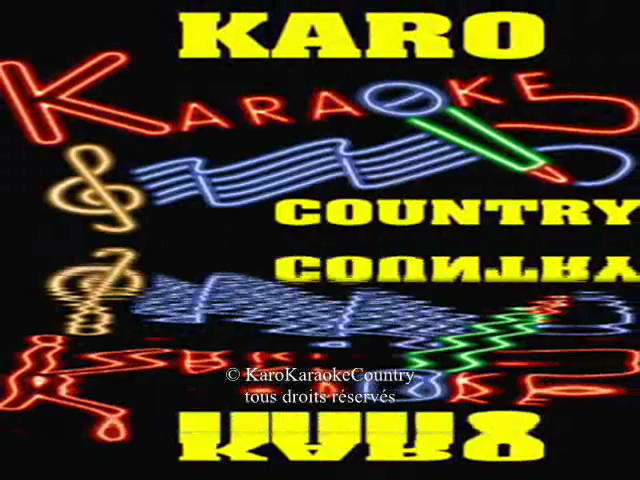 KARO
KARAOKE
COUNTRY
© KaroKaraokeCountry
tous droits réservés